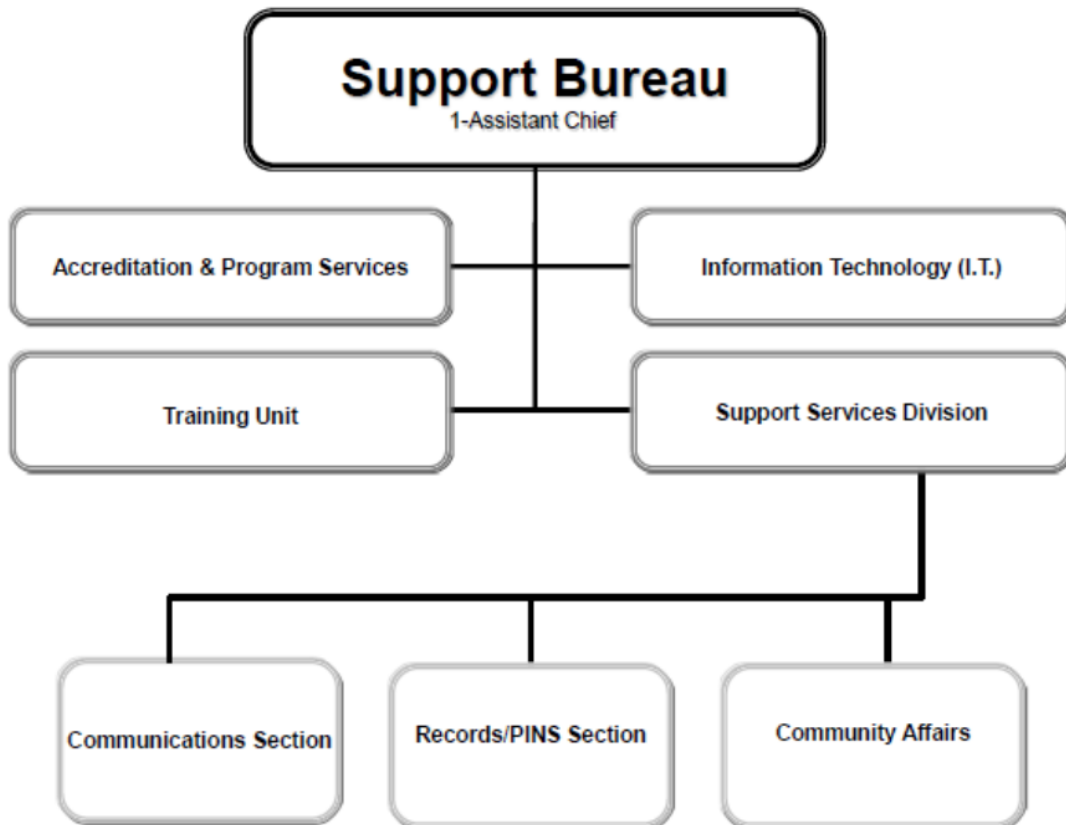 Support Bureau
1-Assistant Chief
Accreditation & Program Services
Information Technology (I.T.)
Training Unit
Support Services Division
Communications Section
Records/PINS Section
Community Affairs